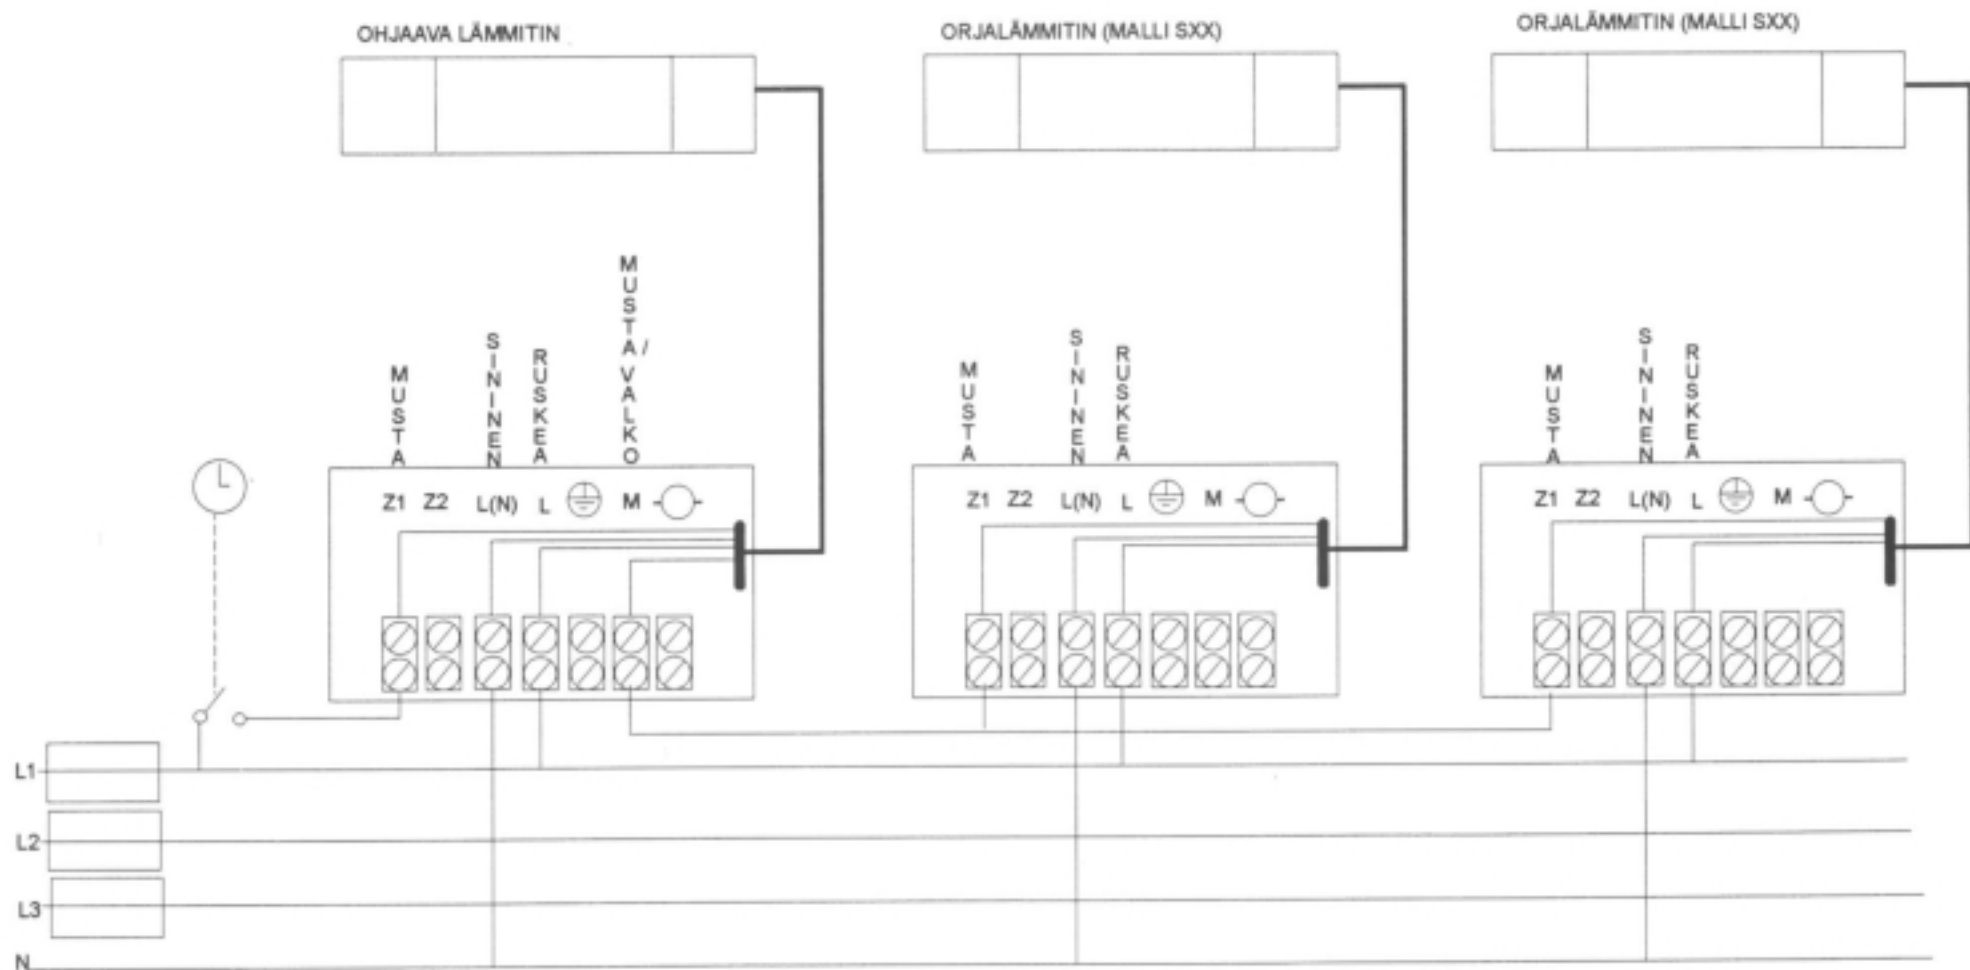 OHJAAVA LÄMMITIN
ORJALÄMMITIN (MALLI SXX)
ORJALÄMMITIN (MALLI SXX)
MUSTA
SININEN
RUSKEA
MUSTA/VALKO
MUSTA
SININEN
RUSKEA
MUSTA
SININEN
RUSKEA
Z1 Z2 L(N) L M
Z1 Z2 L(N) L M
Z1 Z2 L(N) L M
L1
L2
L3
N